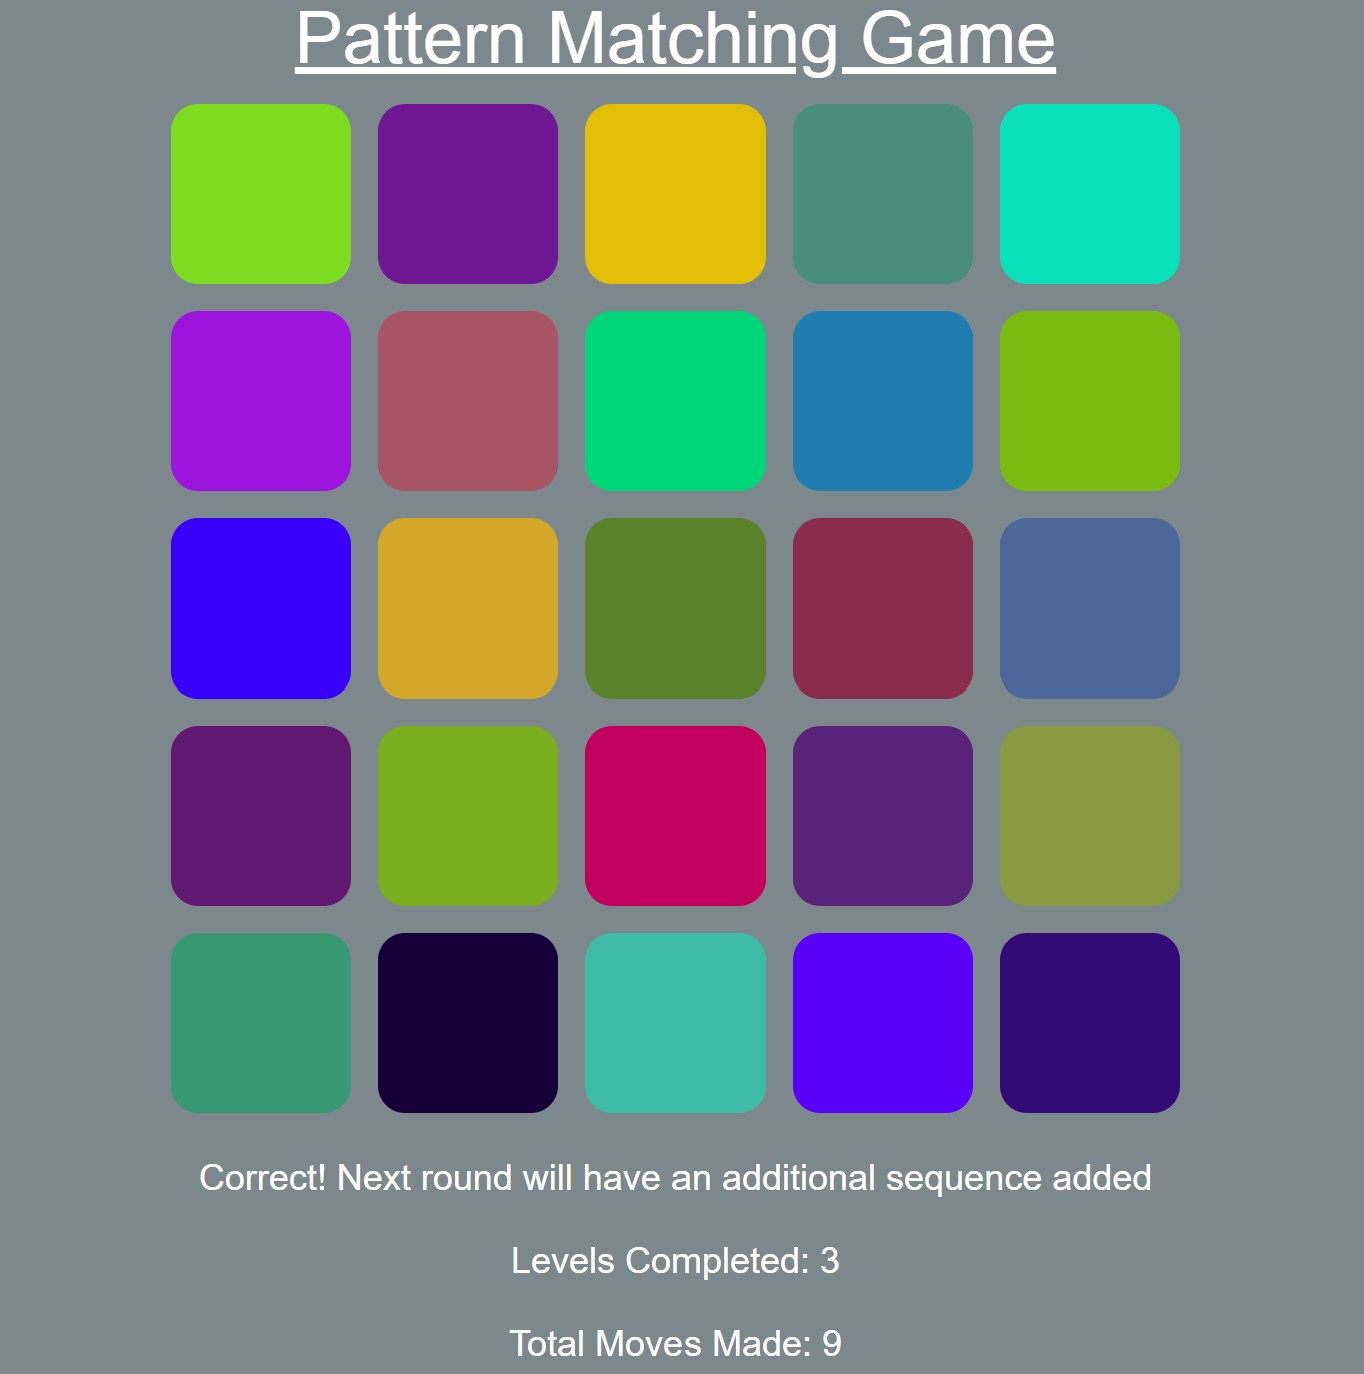 Pattern Matching Game
Correct! Next round will have an additional sequence added
Levels Completed: 3
Total Moves Made: 9